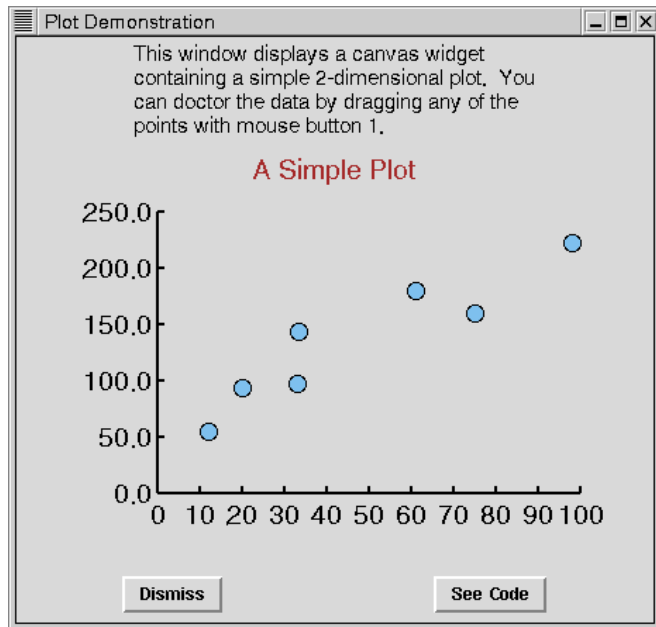 Plot Demonstration
This window displays a canvas widget
containing a simple 2-dimensional plot. You
can doctor the data by dragging any of the
points with mouse button 1.
A Simple Plot
250.0
200.0
150.0
100.0
50.0
0.0
0 10 20 30 40 50 60 70 80 90 100
Dismiss See Code